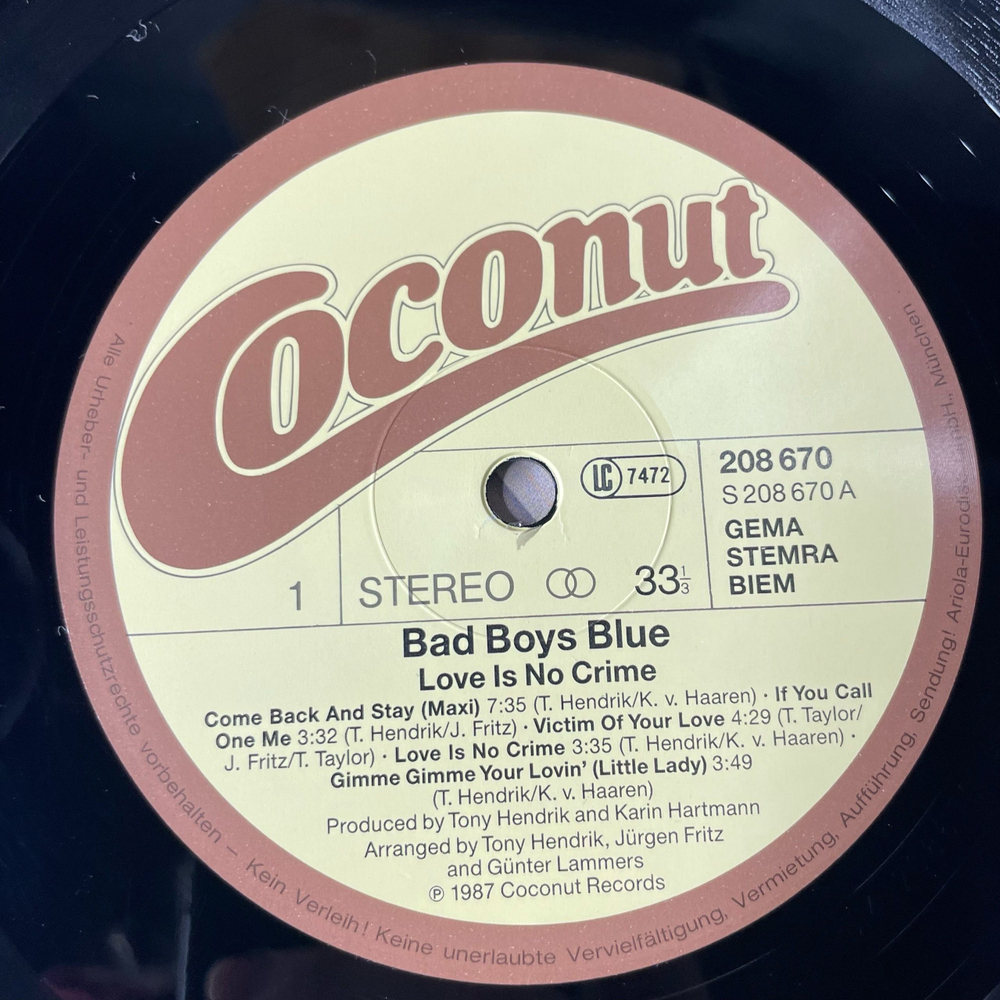 Coconut
LC 7472
208 670
S 208 670 A
GEMA
STEMRA
BIEM
1
STEREO
33 1/3
Bad Boys Blue
Love Is No Crime
Come Back And Stay (Maxi) 7:35 (T. Hendrik/K. v. Haaren) · If You Call
One Me 3:32 (T. Hendrik/J. Fritz) · Victim Of Your Love 4:29 (T. Taylor/
J. Fritz/T. Taylor) · Love Is No Crime 3:35 (T. Hendrik/K. v. Haaren) ·
Gimme Gimme Your Lovin' (Little Lady) 3:49
(T. Hendrik/K. v. Haaren)
Produced by Tony Hendrik and Karin Hartmann
Arranged by Tony Hendrik, Jürgen Fritz
and Günter Lammers
℗ 1987 Coconut Records
Alle Urheber- und Leistungsschutzrechte vorbehalten – Kein Verleih! Keine unerlaubte Vervielfältigung, Vermietung, Aufführung, Sendung! Ariola-Eurodisc GmbH., München